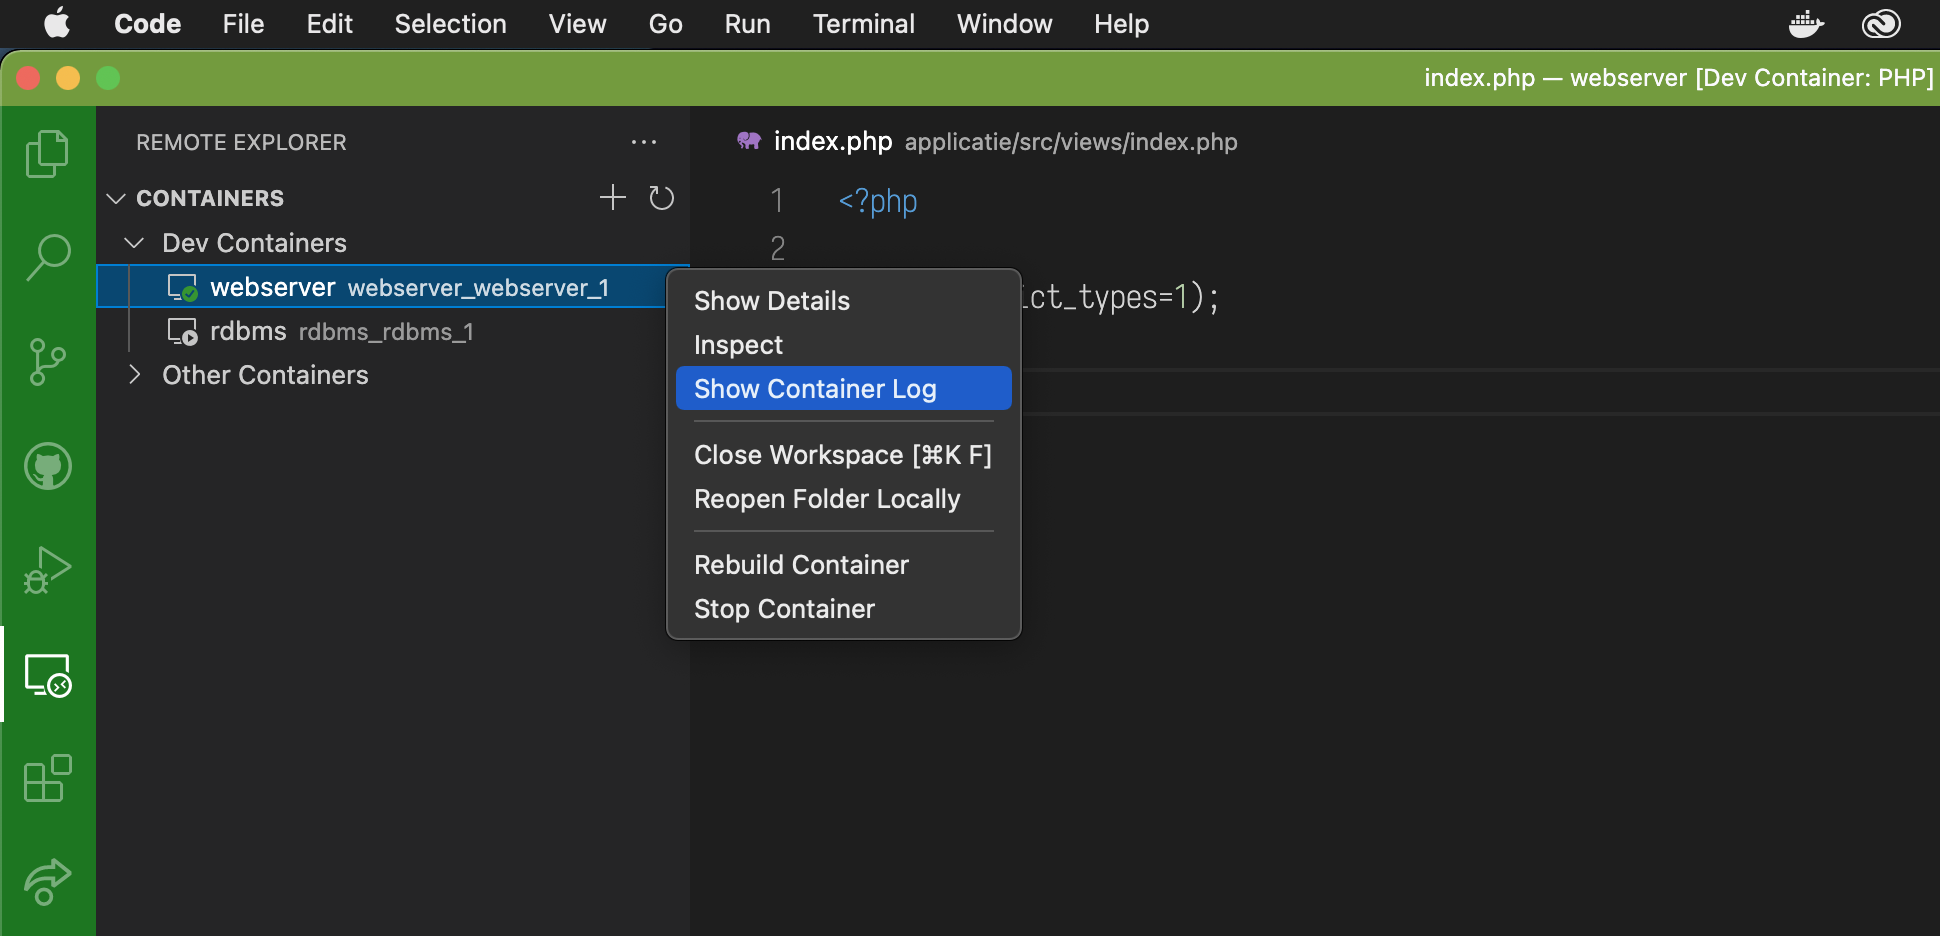 Code File Edit Selection View Go Run Terminal Window Help
index.php — webserver [Dev Container: PHP]
REMOTE EXPLORER
CONTAINERS
Dev Containers
webserver webserver_webserver_1
rdbms rdbms_rdbms_1
Other Containers
index.php applicatie/src/views/index.php
1 <?php
2
ct_types=1);
Show Details
Inspect
Show Container Log
Close Workspace [⌘K F]
Reopen Folder Locally
Rebuild Container
Stop Container